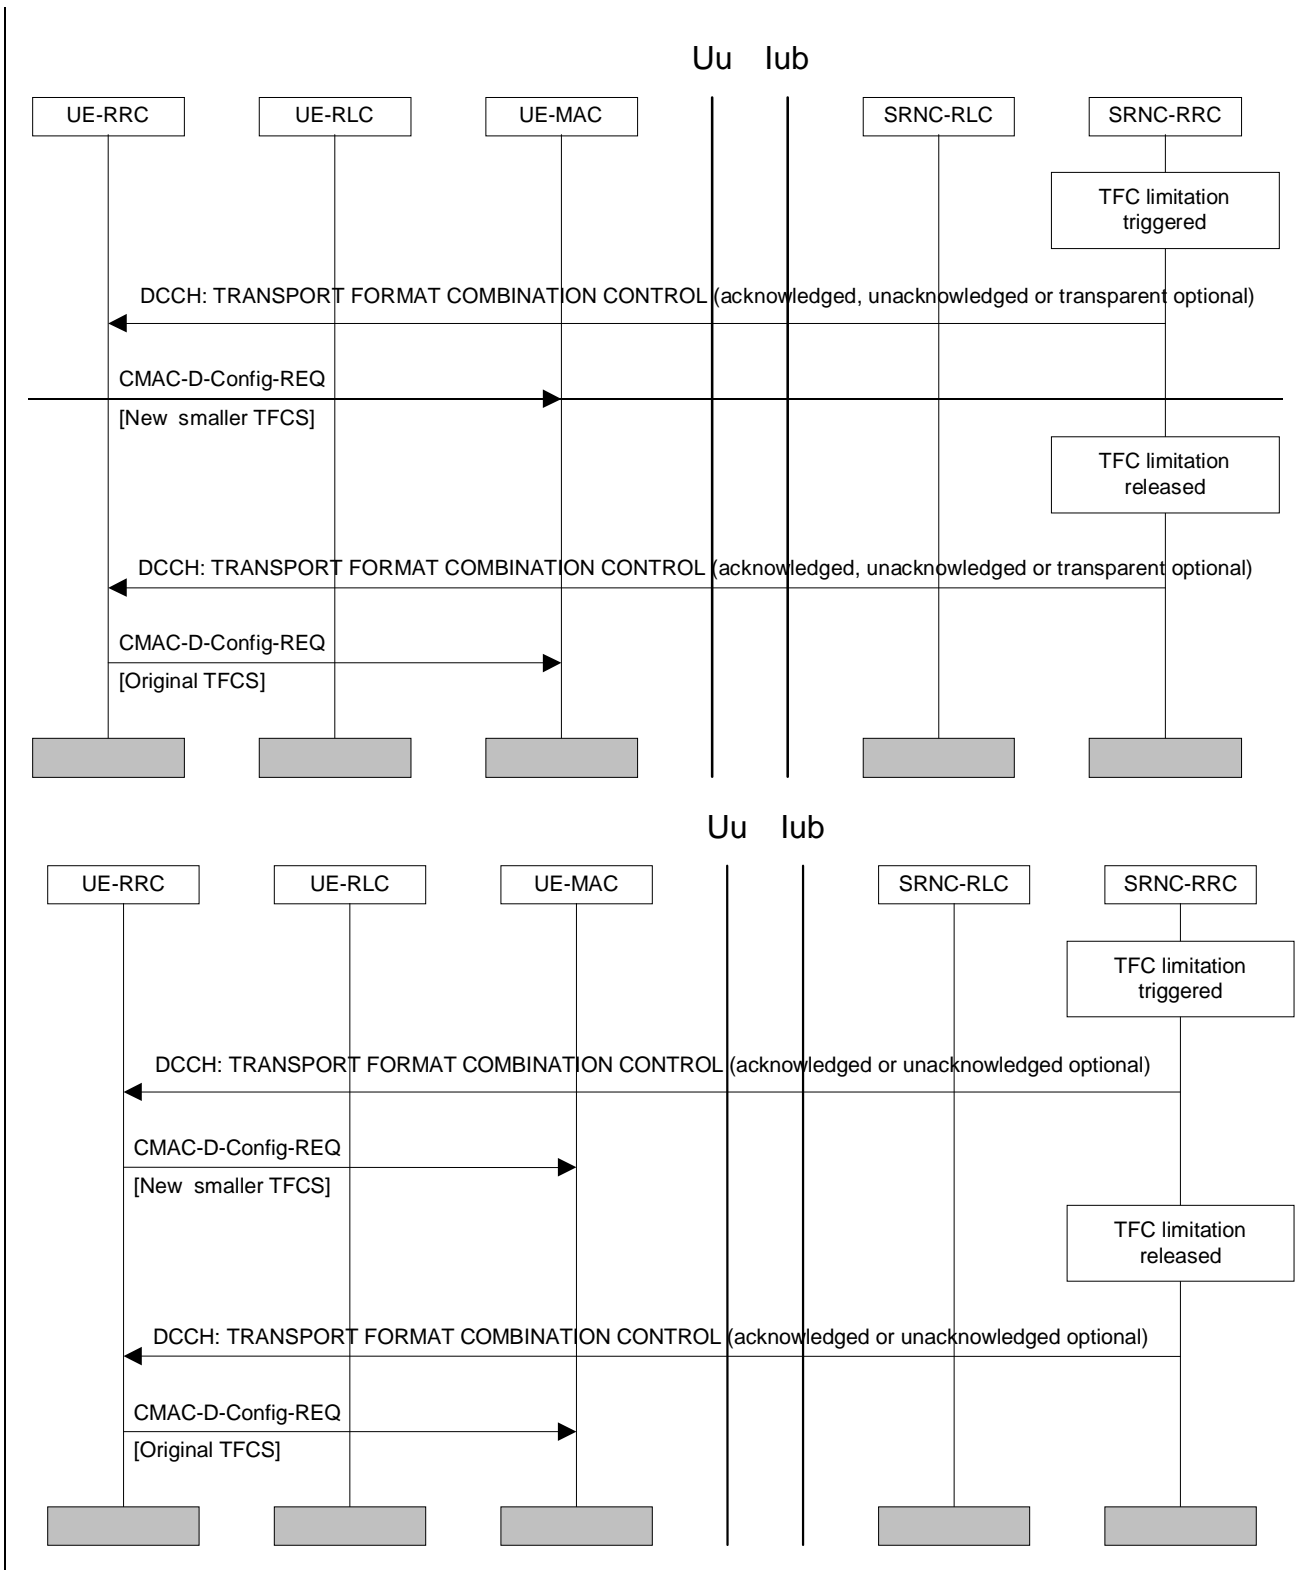 Uu Iub
UE-RRC UE-RLC UE-MAC SRNC-RLC SRNC-RRC
TFC limitation
triggered
DCCH: TRANSPORT FORMAT COMBINATION CONTROL (acknowledged, unacknowledged or transparent optional)
CMAC-D-Config-REQ
[New smaller TFCS]
TFC limitation
released
DCCH: TRANSPORT FORMAT COMBINATION CONTROL (acknowledged, unacknowledged or transparent optional)
CMAC-D-Config-REQ
[Original TFCS]
Uu Iub
UE-RRC UE-RLC UE-MAC SRNC-RLC SRNC-RRC
TFC limitation
triggered
DCCH: TRANSPORT FORMAT COMBINATION CONTROL (acknowledged or unacknowledged optional)
CMAC-D-Config-REQ
[New smaller TFCS]
TFC limitation
released
DCCH: TRANSPORT FORMAT COMBINATION CONTROL (acknowledged or unacknowledged optional)
CMAC-D-Config-REQ
[Original TFCS]